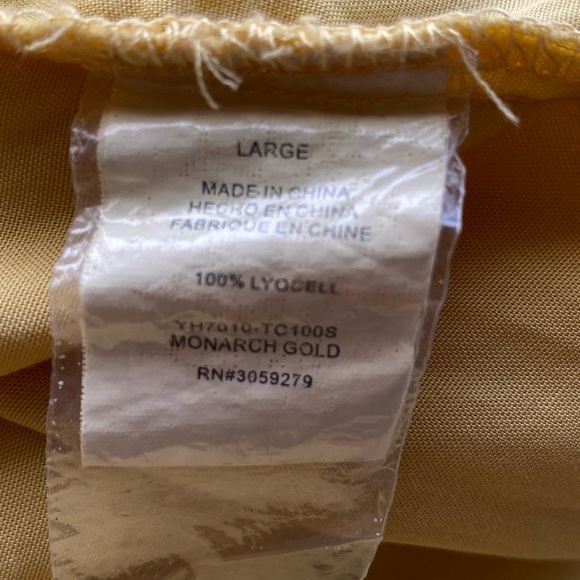 LARGE
MADE IN CHINA
HECHO EN CHINA
FABRIQUE EN CHINE
100% LYOCELL
YH7010-TC100S
MONARCH GOLD
RN#3059279